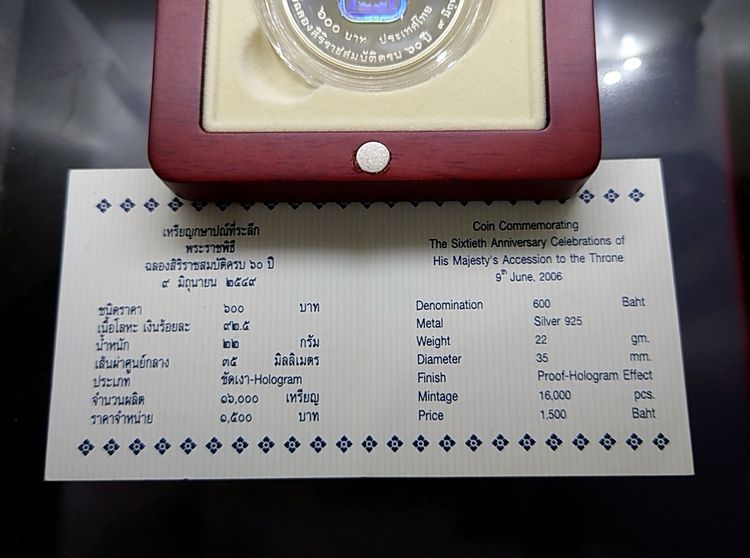 ๖๐๐ บาท ประเทศไทย
ฉลองสิริราชสมบัติครบ ๖๐ ปี ๙
เหรียญกษาปณ์ที่ระลึก
พระราชพิธี
ฉลองสิริราชสมบัติครบ ๖๐ ปี
๙ มิถุนายน ๒๕๔๙
ชนิดราคา ๖๐๐ บาท
เนื้อโลหะ เงินร้อยละ ๙๒.๕
น้ำหนัก ๒๒ กรัม
เส้นผ่าศูนย์กลาง ๓๕ มิลลิเมตร
ประเภท ขัดเงา-Hologram
จำนวนผลิต ๑๖,๐๐๐ เหรียญ
ราคาจำหน่าย ๑,๕๐๐ บาท
Coin Commemorating
The Sixtieth Anniversary Celebrations of
His Majesty's Accession to the Throne
9th June, 2006
Denomination 600 Baht
Metal Silver 925
Weight 22 gm.
Diameter 35 mm.
Finish Proof-Hologram Effect
Mintage 16,000 pcs.
Price 1,500 Baht